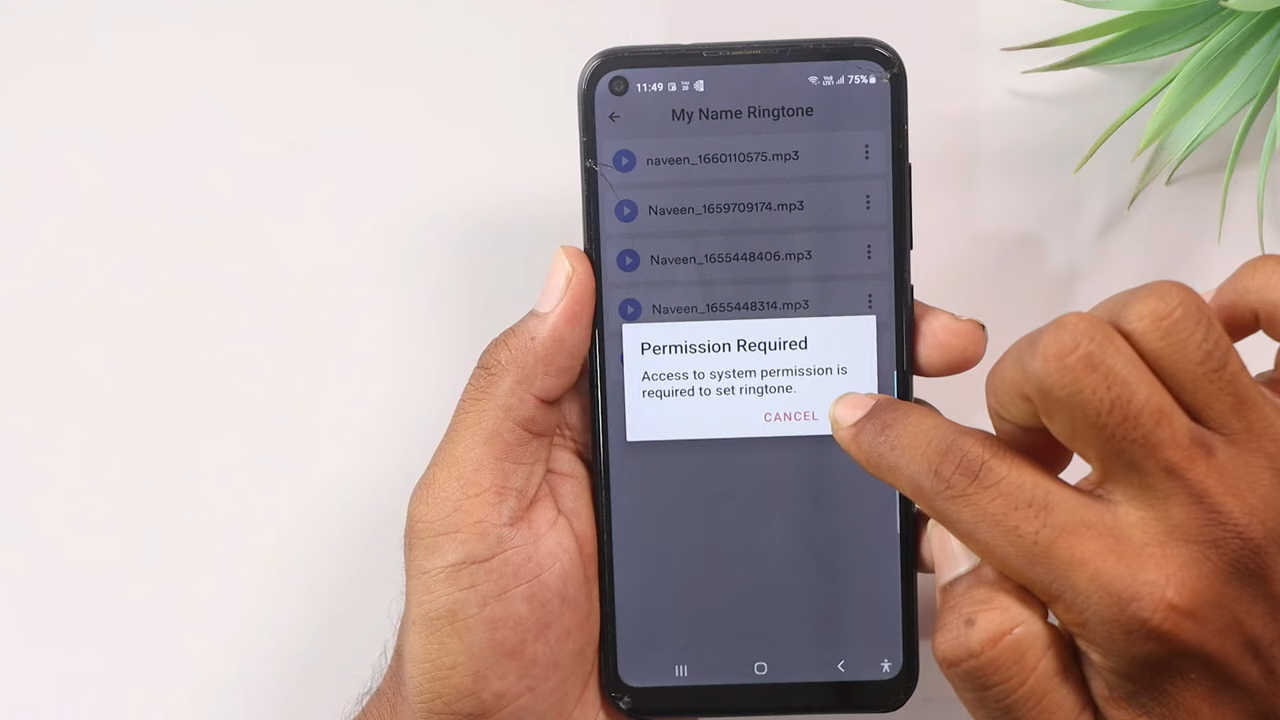 11:49
75%
My Name Ringtone
naveen_1660110575.mp3
Naveen_1659709174.mp3
Naveen_1655448406.mp3
Naveen_1655448314.mp3
Permission Required
Access to system permission is
required to set ringtone.
CANCEL